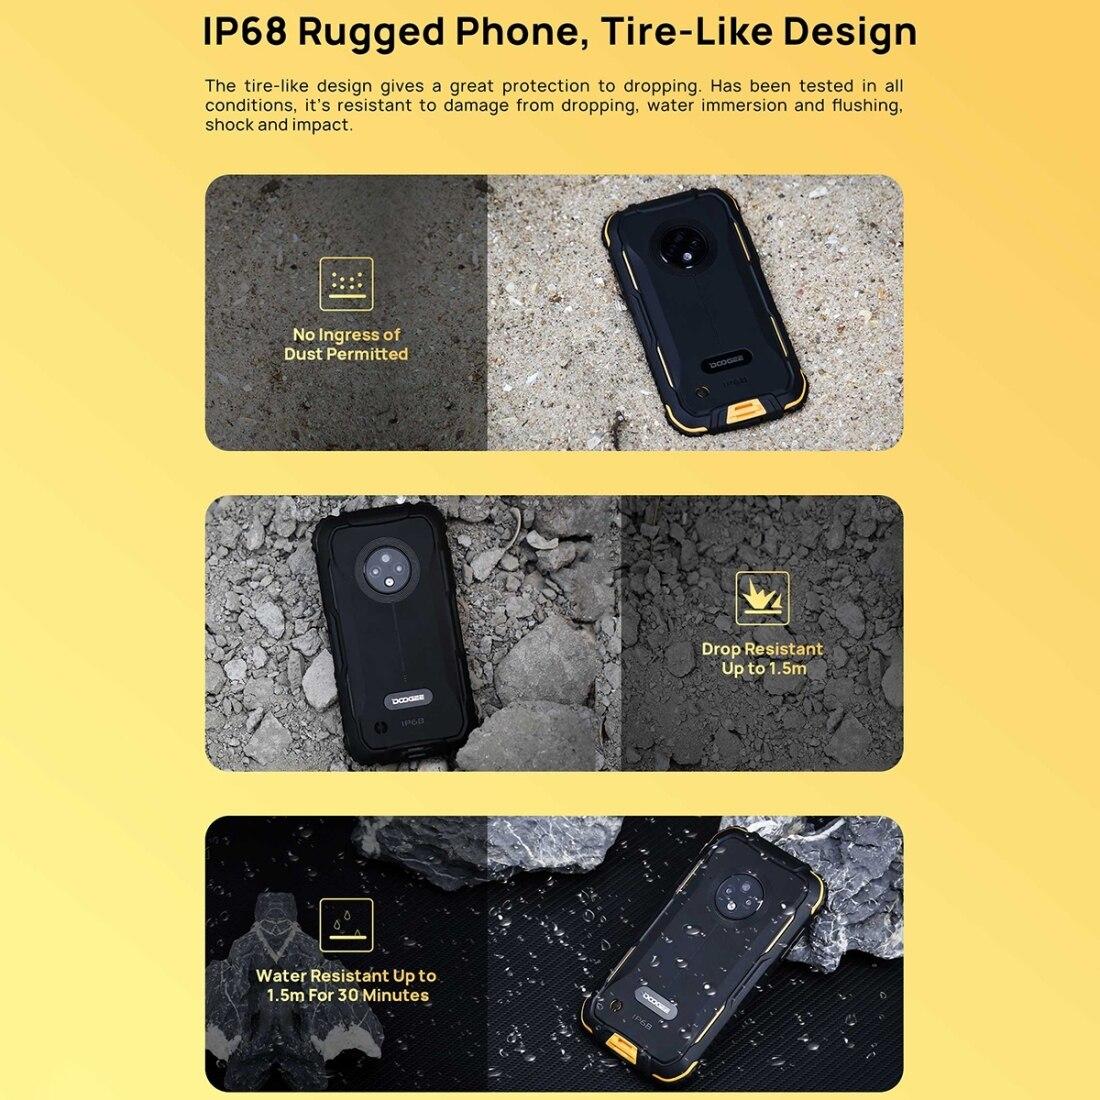 IP68 Rugged Phone, Tire-Like Design
The tire-like design gives a great protection to dropping. Has been tested in all
conditions, it's resistant to damage from dropping, water immersion and flushing,
shock and impact.
No Ingress of
Dust Permitted
DOOGEE
IP68
DOOGEE
IP68
Drop Resistant
Up to 1.5m
Water Resistant Up to
1.5m For 30 Minutes
DOOGEE
IP68